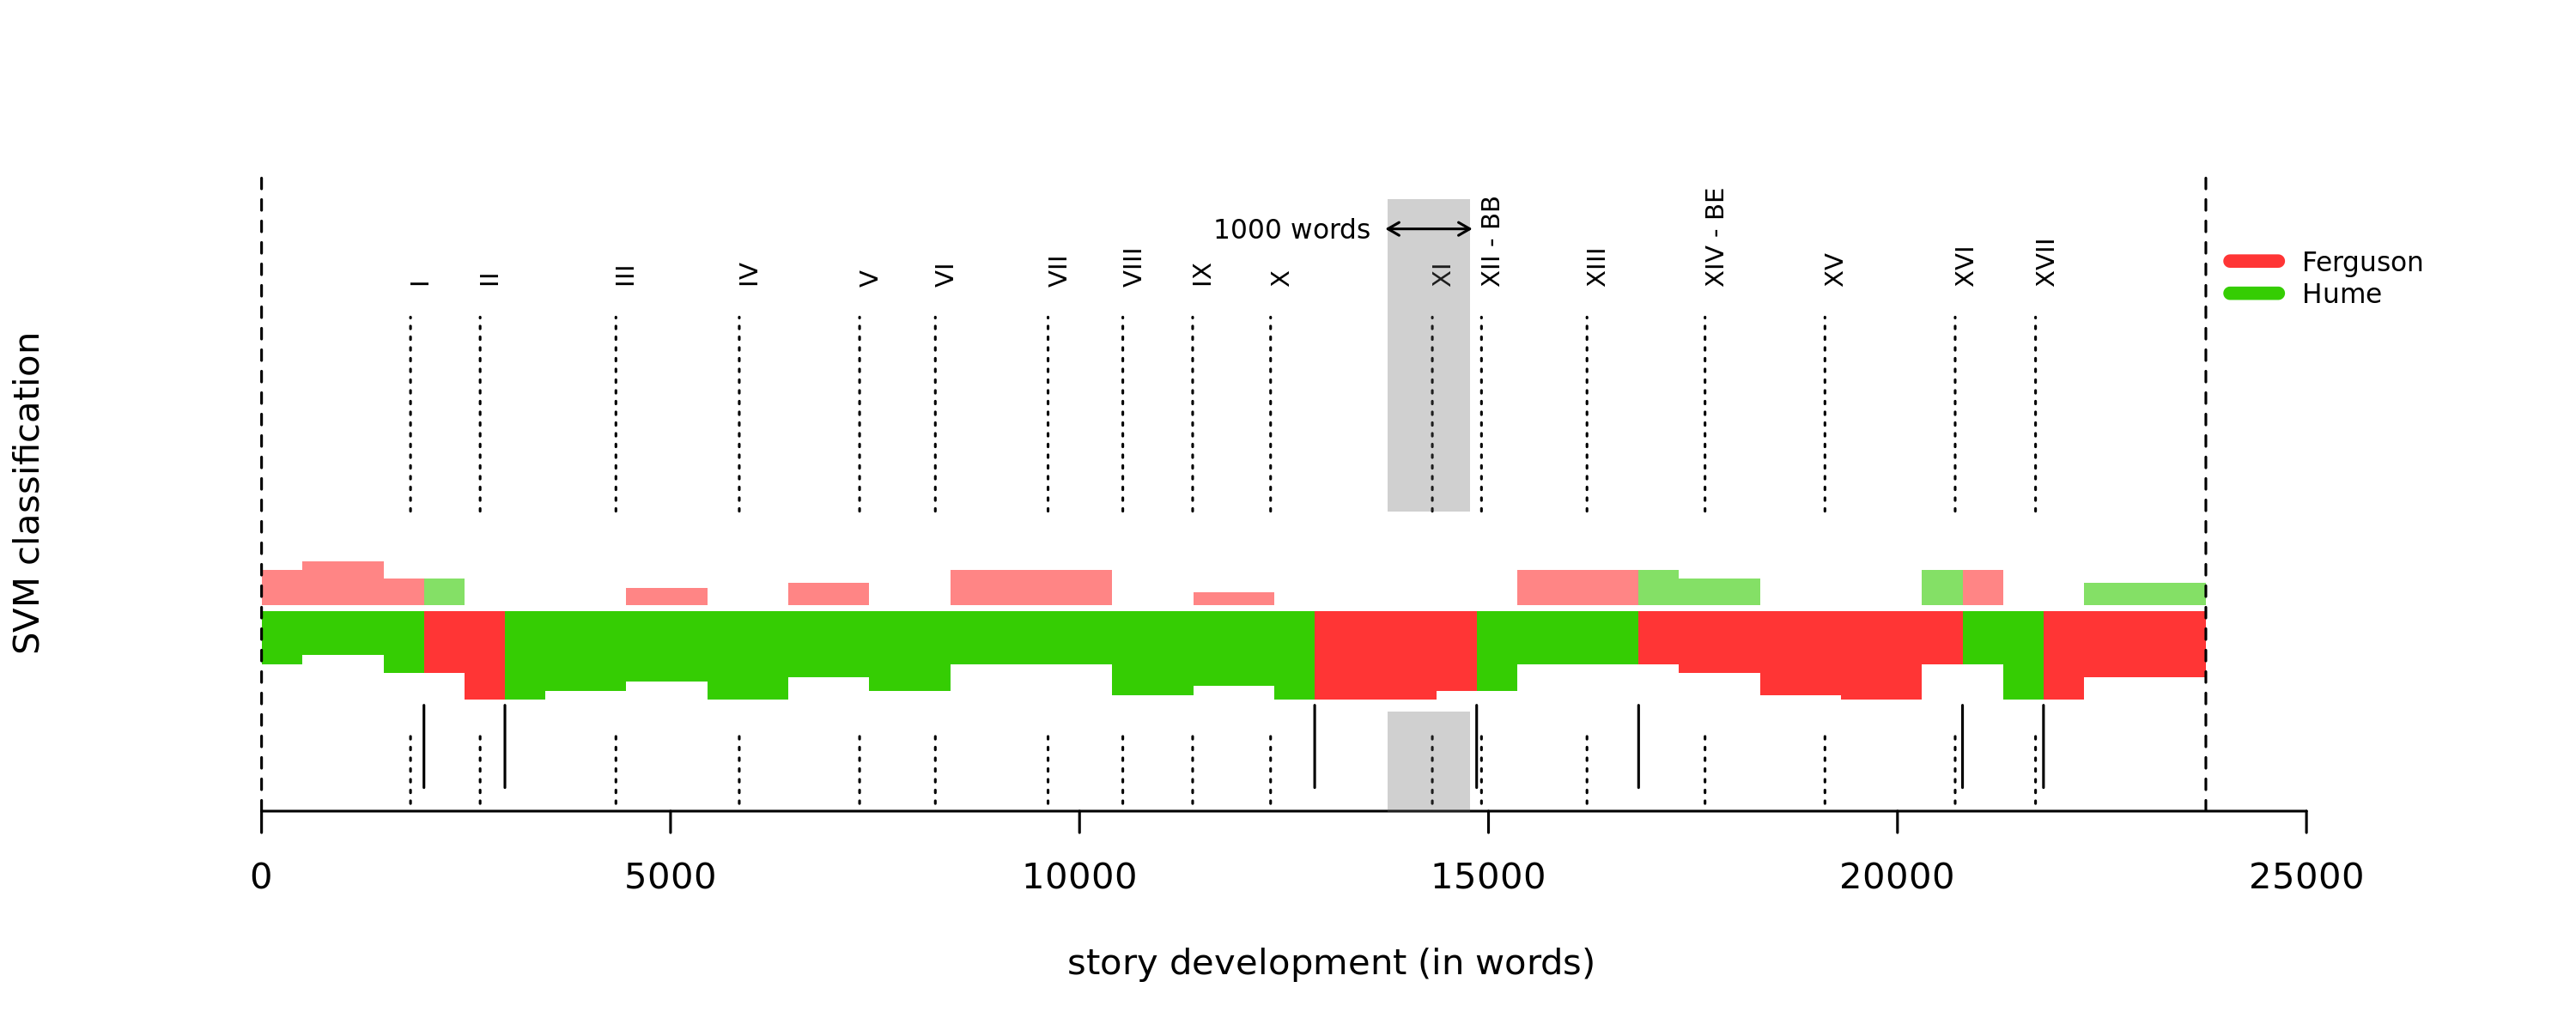 SVM classification
I
II
III
IV
V
VI
VII
VIII
IX
X
1000 words
XI
XII - BB
XIII
XIV - BE
XV
XVI
XVII
Ferguson
Hume
0
5000
10000
15000
20000
25000
story development (in words)